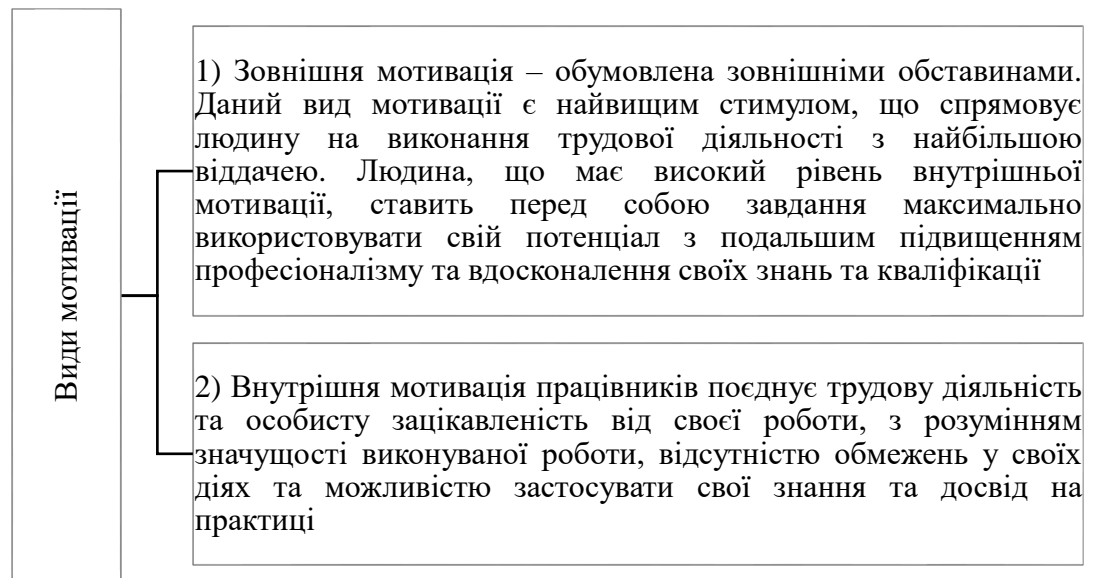 Види мотивації
1) Зовнішня мотивація – обумовлена зовнішніми обставинами.
Даний вид мотивації є найвищим стимулом, що спрямовує
людину на виконання трудової діяльності з найбільшою
віддачею. Людина, що має високий рівень внутрішньої
мотивації, ставить перед собою завдання максимально
використовувати свій потенціал з подальшим підвищенням
професіоналізму та вдосконалення своїх знань та кваліфікації
2) Внутрішня мотивація працівників поєднує трудову діяльність
та особисту зацікавленість від своєї роботи, з розумінням
значущості виконуваної роботи, відсутністю обмежень у своїх
діях та можливістю застосувати свої знання та досвід на
практиці